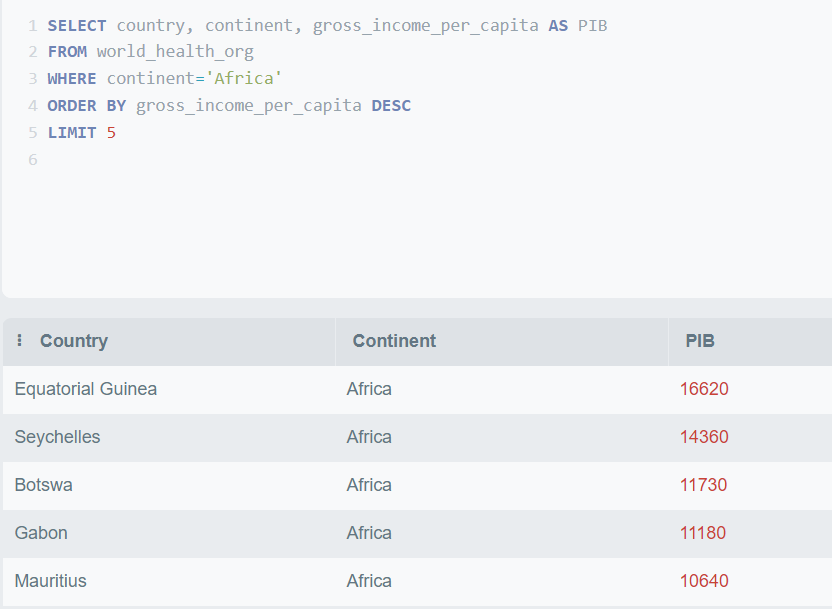 1 SELECT country, continent, gross_income_per_capita AS PIB
2 FROM world_health_org
3 WHERE continent='Africa'
4 ORDER BY gross_income_per_capita DESC
5 LIMIT 5
6
Country Continent PIB
Equatorial Guinea Africa 16620
Seychelles Africa 14360
Botswa Africa 11730
Gabon Africa 11180
Mauritius Africa 10640